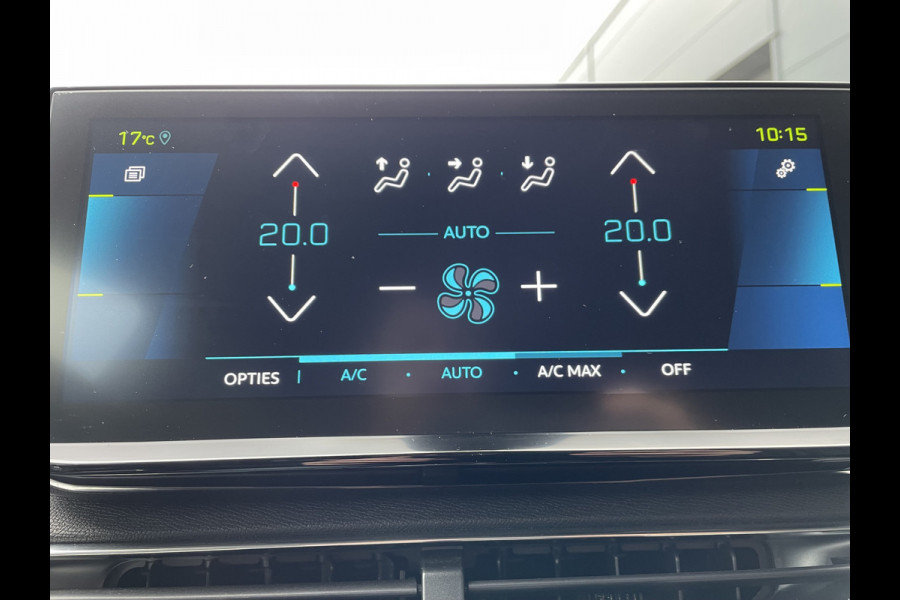 17°C
10:15
20.0
20.0
AUTO
OPTIES | A/C • AUTO • A/C MAX • OFF